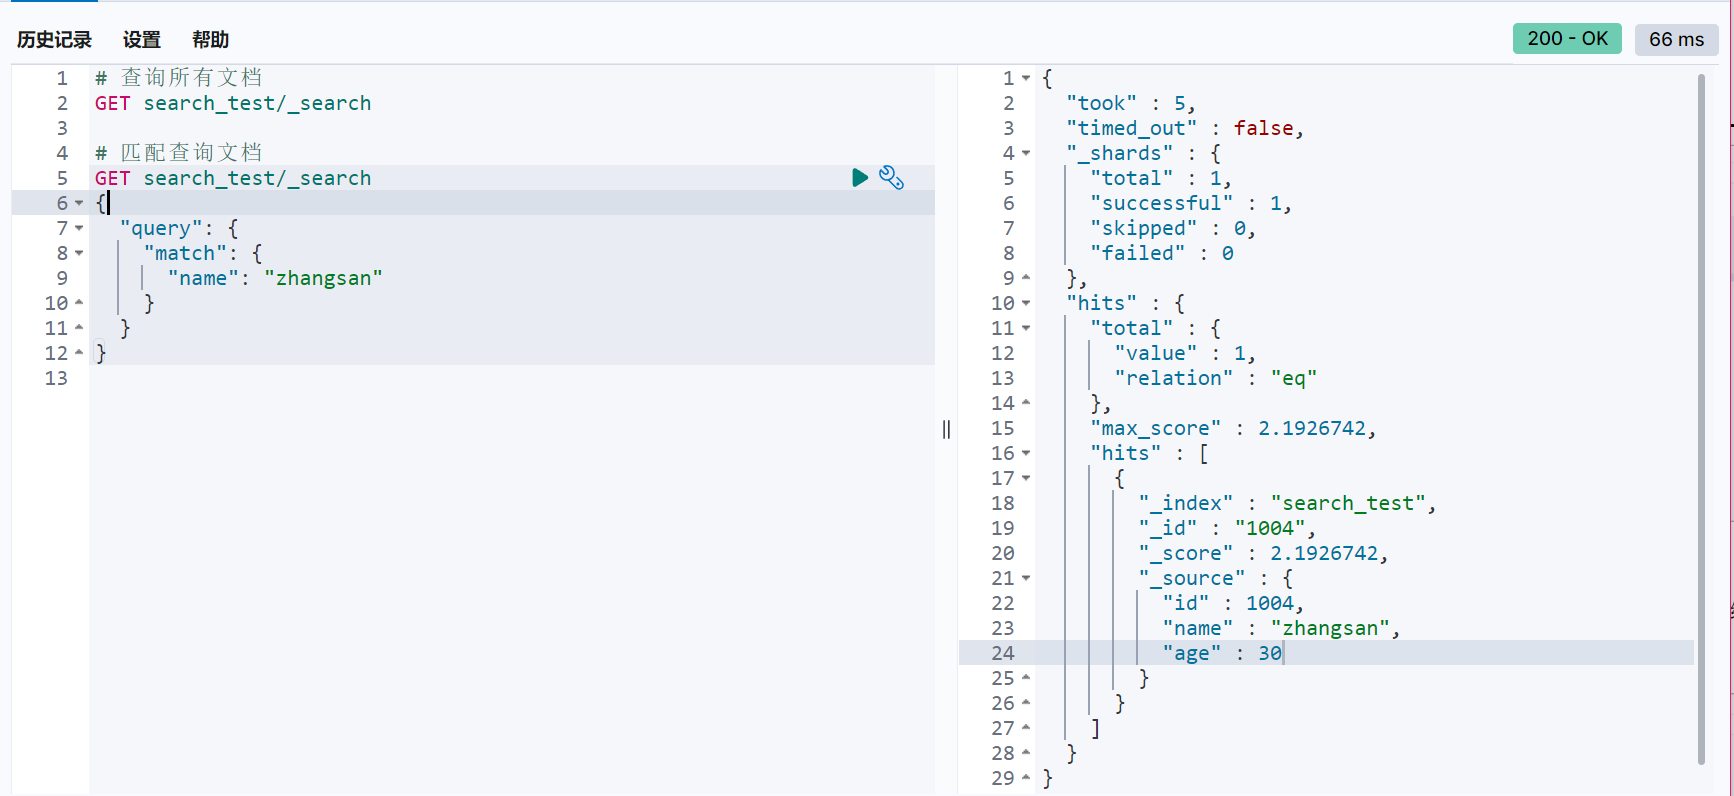 历史记录 设置 帮助 200 - OK 66 ms
1 # 查询所有文档
2 GET search_test/_search
3
4 # 匹配查询文档
5 GET search_test/_search
6 {
7 "query": {
8 "match": {
9 "name": "zhangsan"
10 }
11 }
12 }
13
1 {
2 "took" : 5,
3 "timed_out" : false,
4 "_shards" : {
5 "total" : 1,
6 "successful" : 1,
7 "skipped" : 0,
8 "failed" : 0
9 },
10 "hits" : {
11 "total" : {
12 "value" : 1,
13 "relation" : "eq"
14 },
15 "max_score" : 2.1926742,
16 "hits" : [
17 {
18 "_index" : "search_test",
19 "_id" : "1004",
20 "_score" : 2.1926742,
21 "_source" : {
22 "id" : 1004,
23 "name" : "zhangsan",
24 "age" : 30
25 }
26 }
27 ]
28 }
29 }